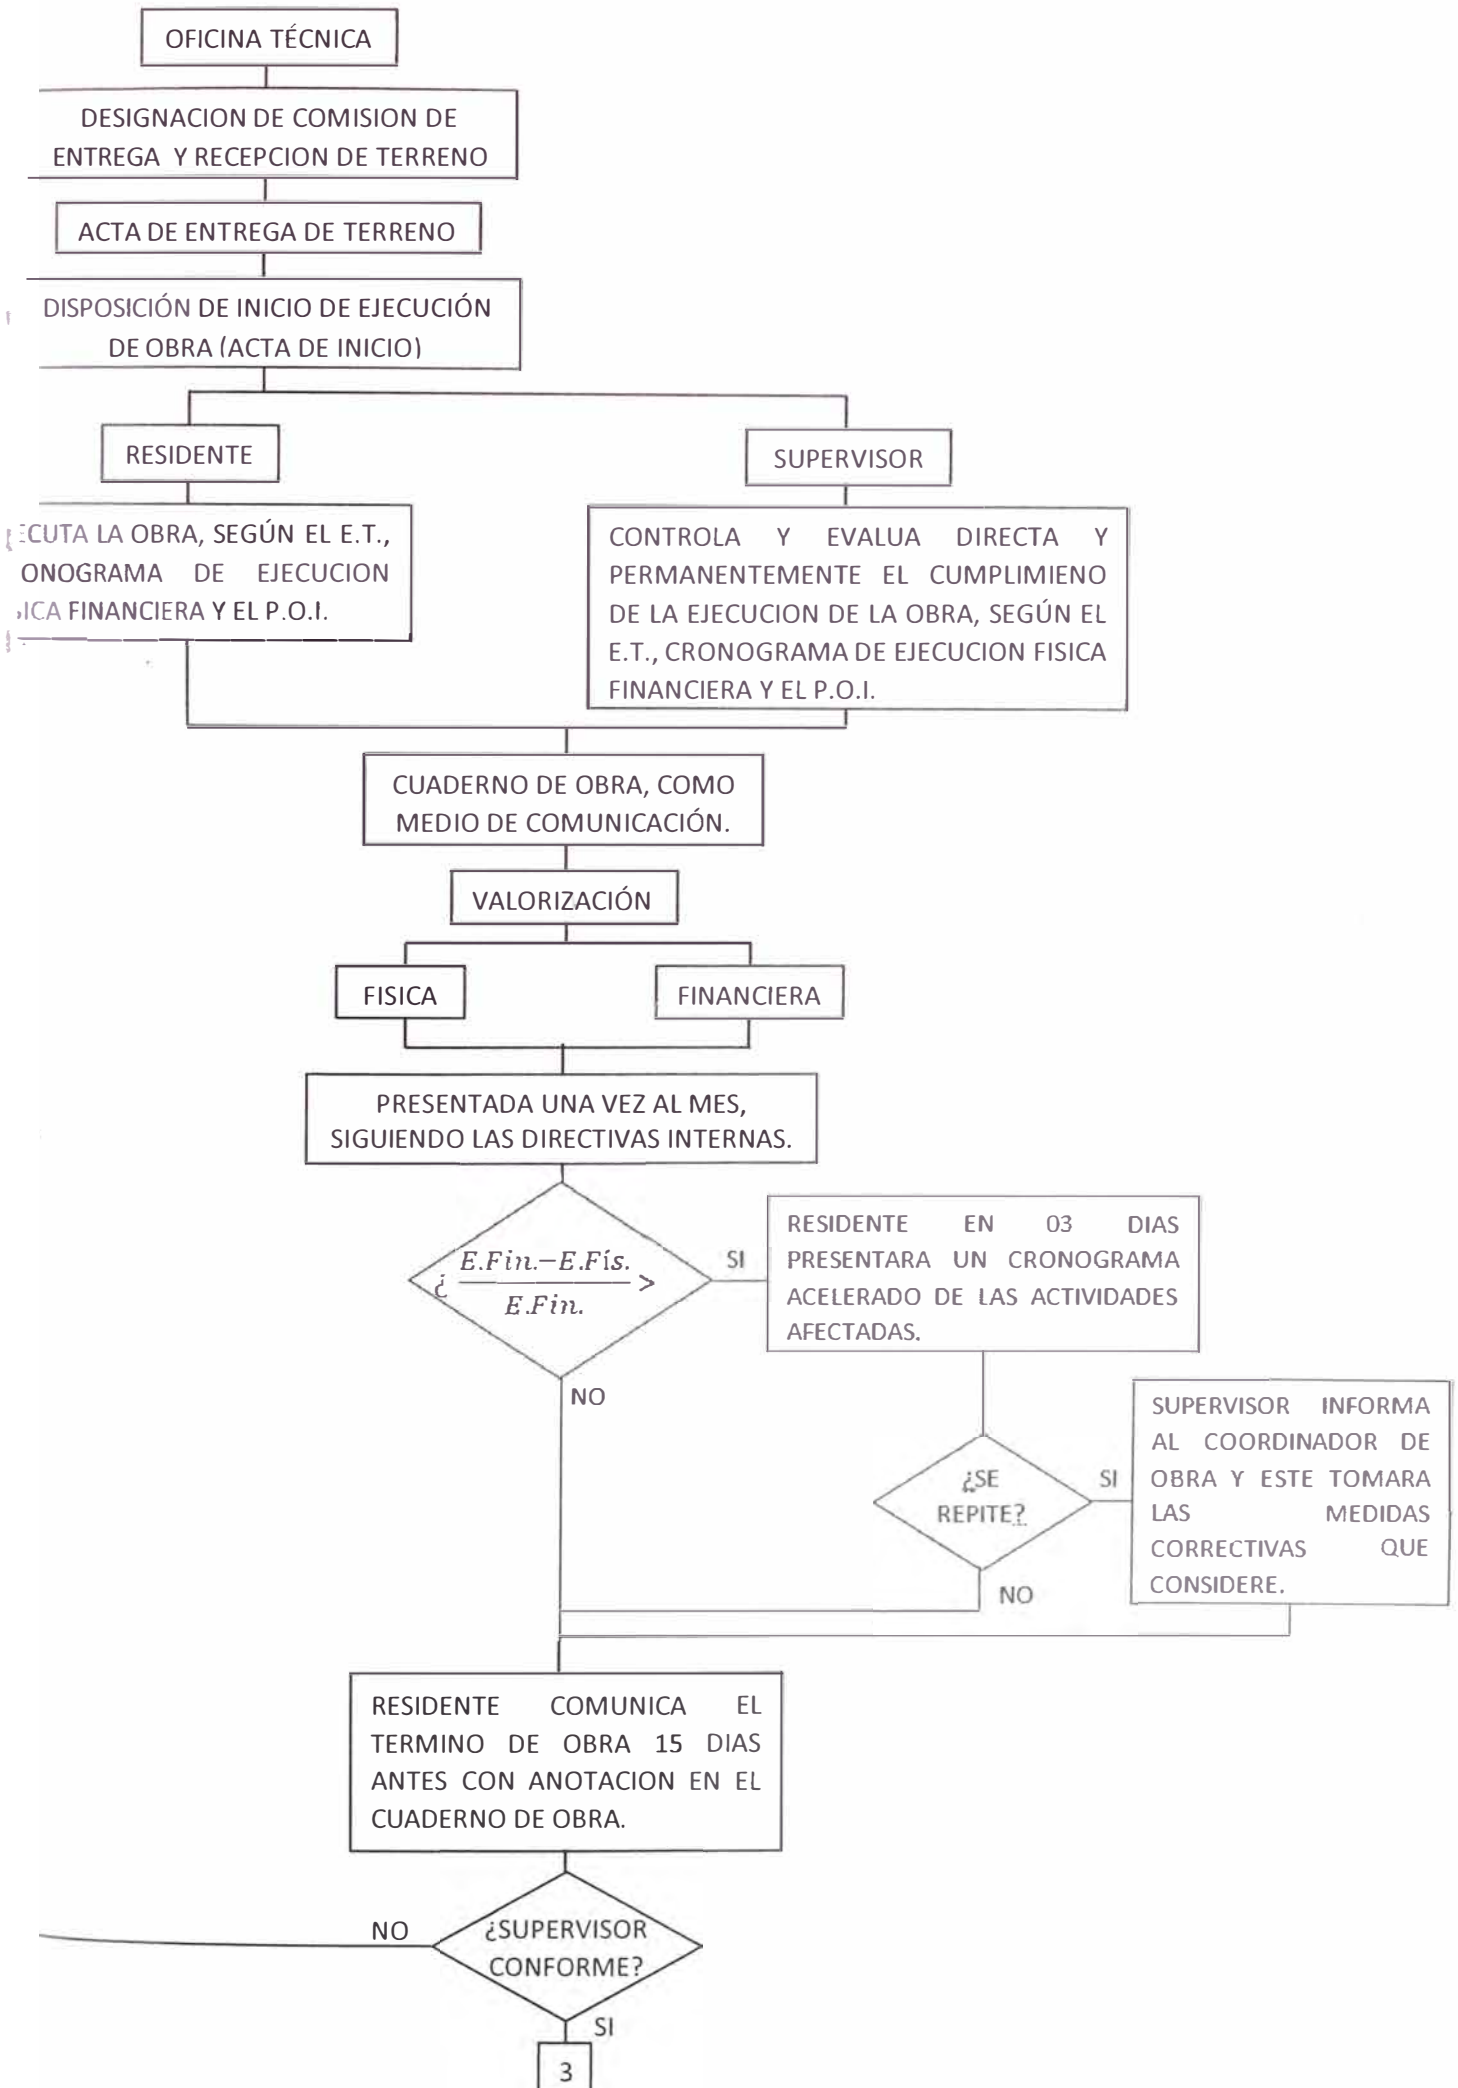 OFICINA TÉCNICA
DESIGNACION DE COMISION DE
ENTREGA Y RECEPCION DE TERRENO
ACTA DE ENTREGA DE TERRENO
DISPOSICIÓN DE INICIO DE EJECUCIÓN
DE OBRA (ACTA DE INICIO)
RESIDENTE
SUPERVISOR
ECUTA LA OBRA, SEGÚN EL E.T.,
ONOGRAMA DE EJECUCION
ICA FINANCIERA Y EL P.O.I.
CONTROLA Y EVALUA DIRECTA Y
PERMANENTEMENTE EL CUMPLIMIENO
DE LA EJECUCION DE LA OBRA, SEGÚN EL
E.T., CRONOGRAMA DE EJECUCION FISICA
FINANCIERA Y EL P.O.I.
CUADERNO DE OBRA, COMO
MEDIO DE COMUNICACIÓN.
VALORIZACIÓN
FISICA
FINANCIERA
PRESENTADA UNA VEZ AL MES,
SIGUIENDO LAS DIRECTIVAS INTERNAS.
E.Fin.−E.Fís.
¿ >
E.Fin.
SI
NO
RESIDENTE EN 03 DIAS
PRESENTARA UN CRONOGRAMA
ACELERADO DE LAS ACTIVIDADES
AFECTADAS.
¿SE
REPITE?
SI
NO
SUPERVISOR INFORMA
AL COORDINADOR DE
OBRA Y ESTE TOMARA
LAS MEDIDAS
CORRECTIVAS QUE
CONSIDERE.
RESIDENTE COMUNICA EL
TERMINO DE OBRA 15 DIAS
ANTES CON ANOTACION EN EL
CUADERNO DE OBRA.
NO
¿SUPERVISOR
CONFORME?
SI
3